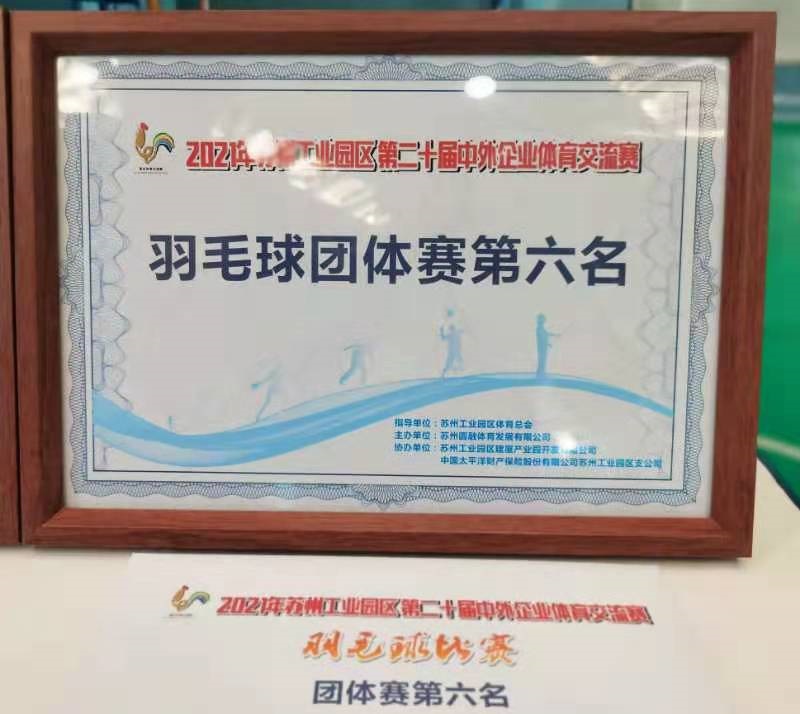 2021年苏州工业园区 第二十届中外企业体育交流赛
羽毛球团体赛第六名
指导单位：苏州工业园区体育总会
主办单位：苏州圆融体育发展有限公司
协办单位：苏州工业园区建屋产业园开发有限公司
中国太平洋财产保险股份有限公司苏州工业园区支公司
2021年苏州工业园区 第二十届中外企业体育交流赛
羽毛球比赛
团体赛第六名